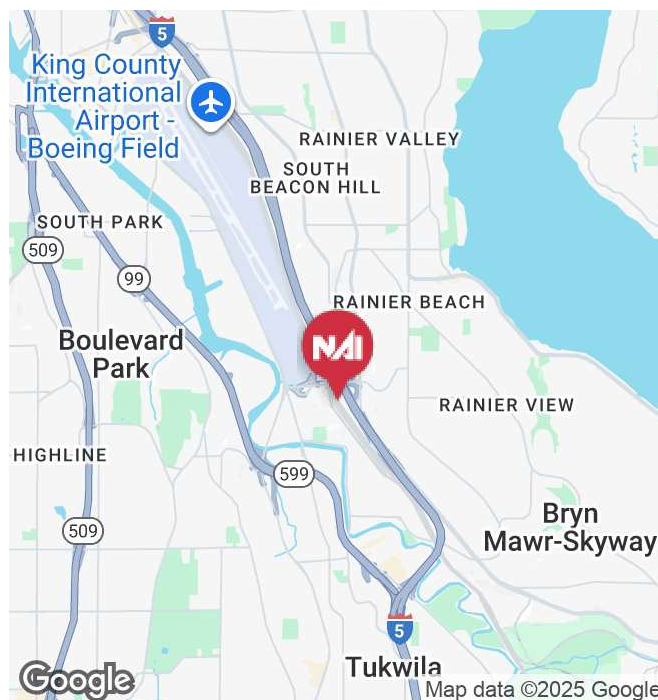 5
King County
International
Airport -
Boeing Field
RAINIER VALLEY
SOUTH
BEACON HILL
SOUTH PARK
509
99
RAINIER BEACH
Boulevard
Park
NAI
RAINIER VIEW
HIGHLINE
599
509
Bryn
Mawr-Skyway
5
Tukwila
Google
Map data ©2025 Google